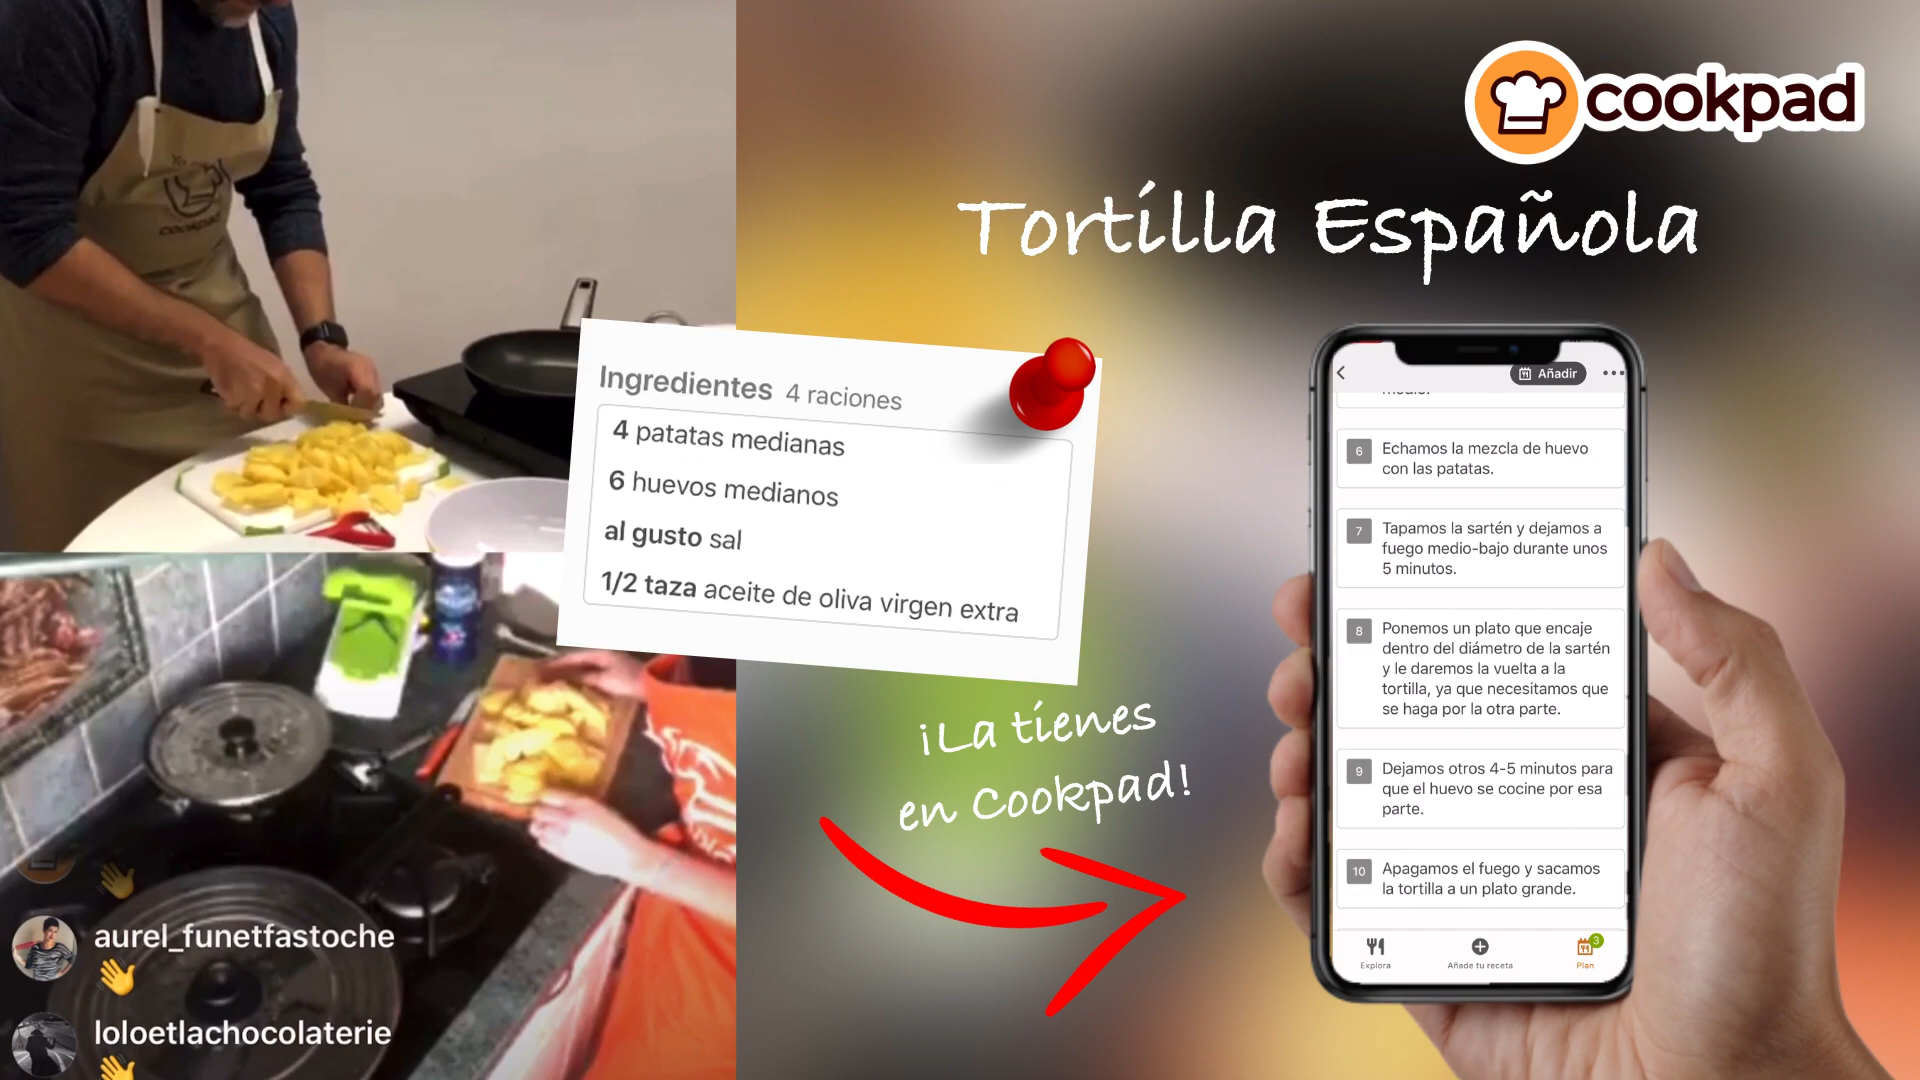 cookpad
Tortilla Española
Ingredientes 4 raciones
4 patatas medianas
6 huevos medianos
al gusto sal
1/2 taza aceite de oliva virgen extra
¡La tienes
en Cookpad!
Añadir
6 Echamos la mezcla de huevo
con las patatas.
7 Tapamos la sartén y dejamos a
fuego medio-bajo durante unos
5 minutos.
8 Ponemos un plato que encaje
dentro del diámetro de la sartén
y le daremos la vuelta a la
tortilla, ya que necesitamos que
se haga por la otra parte.
9 Dejamos otros 4-5 minutos para
que el huevo se cocine por esa
parte.
10 Apagamos el fuego y sacamos
la tortilla a un plato grande.
Explora
Añade tu receta
3
Plan
Yo
cookpad
aurel_funetfastoche
loloetlachocolaterie